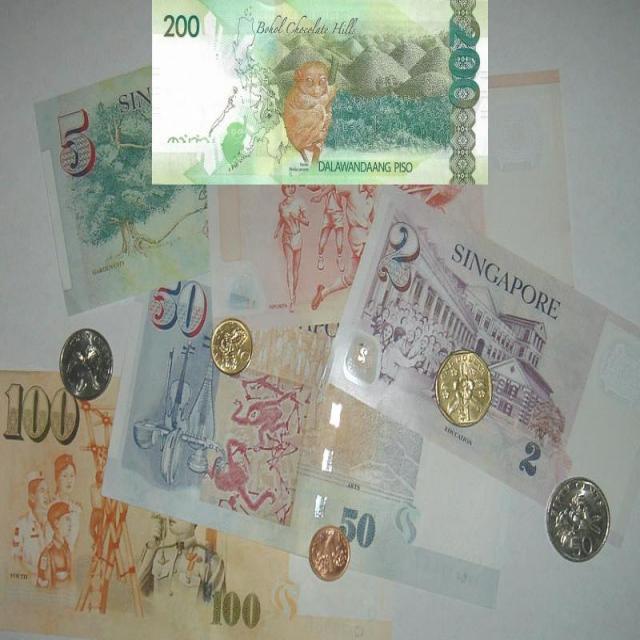 200
Bohol Chocolate Hills
200
DALAWANDAANG PISO
5
SIN
GARDEN CITY
SPORTS
2
SINGAPORE
50
EDUCATION
2
100
ARTS
50
YOUTH
100